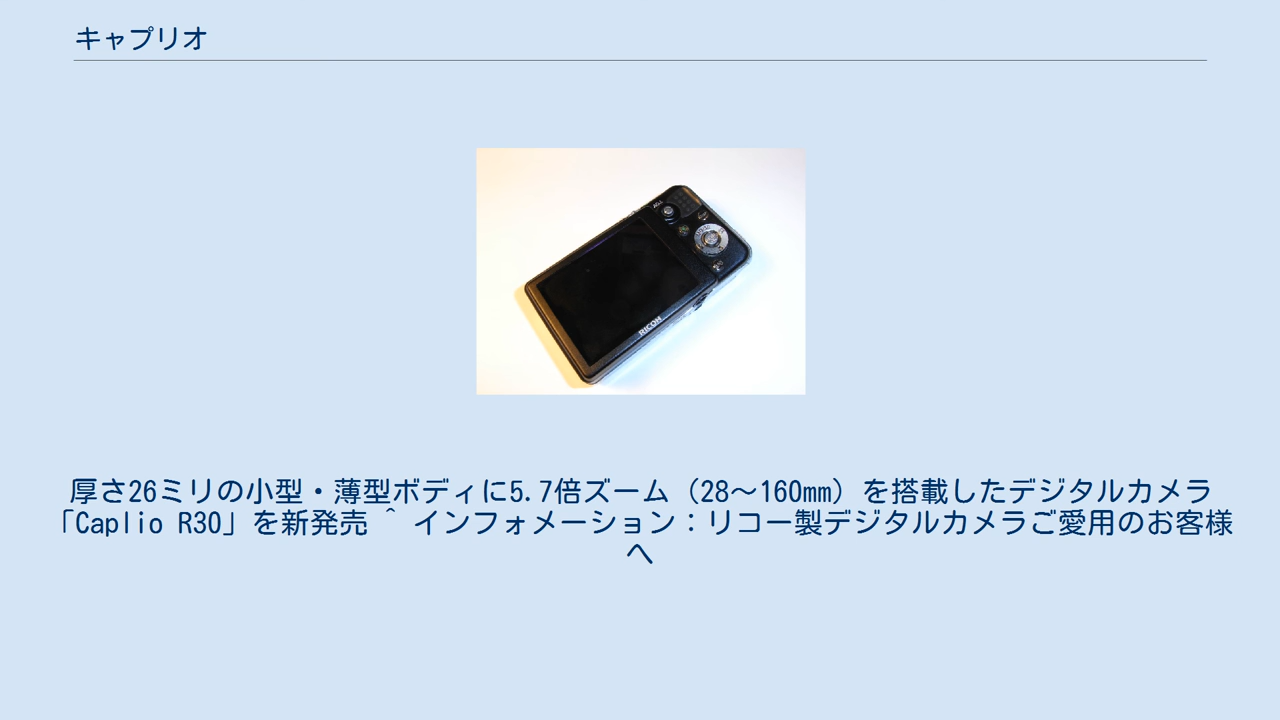 キャプリオ
ADJ.
RICOH
厚さ26ミリの小型・薄型ボディに5.7倍ズーム（28〜160㎜）を搭載したデジタルカメラ
「Caplio R30」を新発売 ^ インフォメーション：リコー製デジタルカメラご愛用のお客様
へ